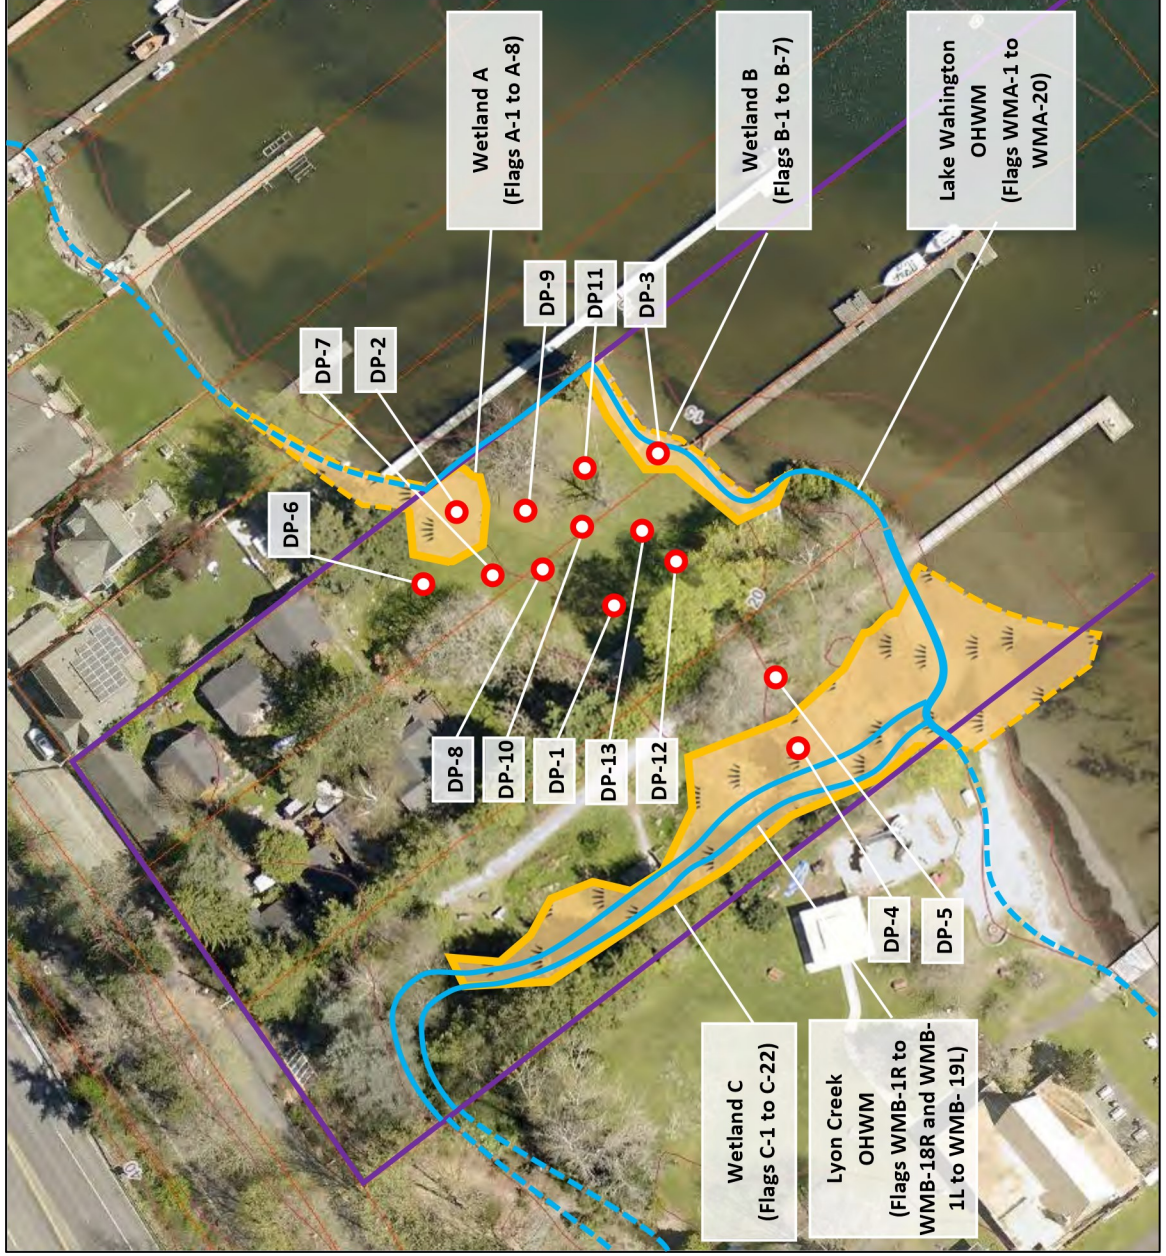 40
DP-6
DP-7
DP-2
DP-8
Wetland A
(Flags A-1 to A-8)
DP-10
DP-9
DP-1
DP11
DP-13
DP-3
DP-12
15
Wetland C
(Flags C-1 to C-22)
20
Wetland B
(Flags B-1 to B-7)
Lyon Creek
OHWM
(Flags WMB-1R to
WMB-18R and WMB-
1L to WMB- 19L)
DP-4
DP-5
Lake Wahington
OHWM
(Flags WMA-1 to
WMA-20)